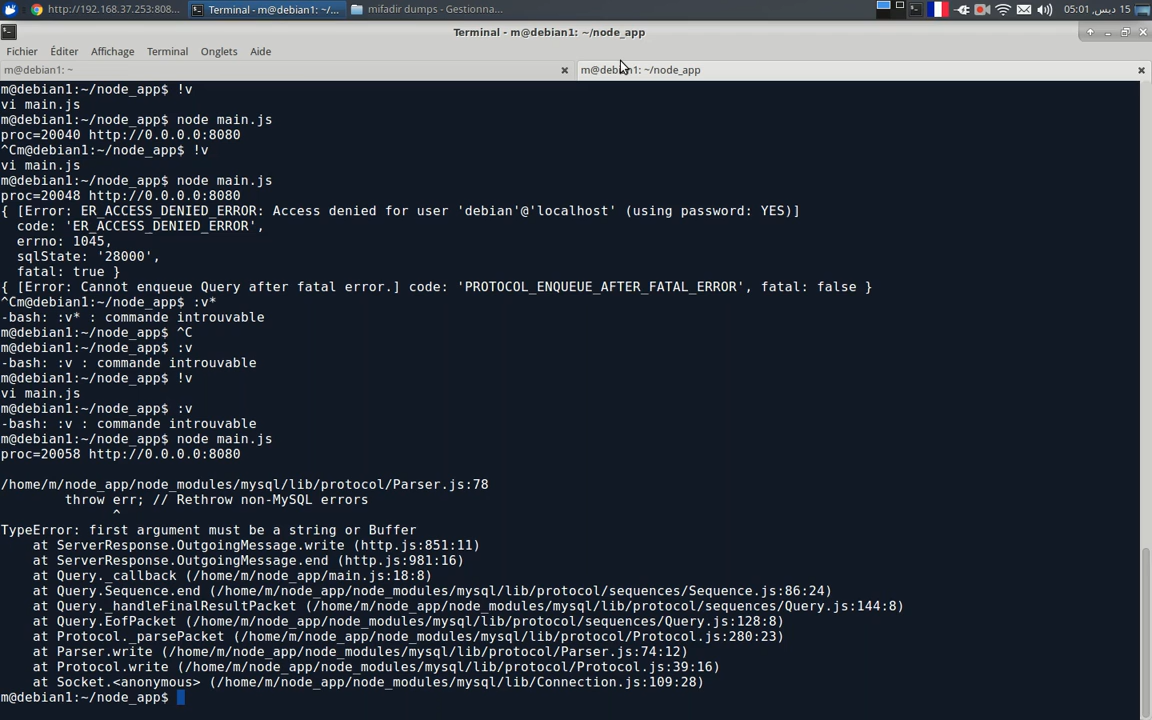 http://192.168.37.253:808... Terminal - m@debian1: ~/... mifadir dumps - Gestionna... 05:01 ,ديس 15
Terminal - m@debian1: ~/node_app
Fichier Éditer Affichage Terminal Onglets Aide
m@debian1: ~ m@debian1: ~/node_app
m@debian1:~/node_app$ !v
vi main.js
m@debian1:~/node_app$ node main.js
proc=20040 http://0.0.0.0:8080
^Cm@debian1:~/node_app$ !v
vi main.js
m@debian1:~/node_app$ node main.js
proc=20048 http://0.0.0.0:8080
{ [Error: ER_ACCESS_DENIED_ERROR: Access denied for user 'debian'@'localhost' (using password: YES)]
  code: 'ER_ACCESS_DENIED_ERROR',
  errno: 1045,
  sqlState: '28000',
  fatal: true }
{ [Error: Cannot enqueue Query after fatal error.] code: 'PROTOCOL_ENQUEUE_AFTER_FATAL_ERROR', fatal: false }
^Cm@debian1:~/node_app$ :v*
-bash: :v* : commande introuvable
m@debian1:~/node_app$ ^C
m@debian1:~/node_app$ :v
-bash: :v : commande introuvable
m@debian1:~/node_app$ !v
vi main.js
m@debian1:~/node_app$ :v
-bash: :v : commande introuvable
m@debian1:~/node_app$ node main.js
proc=20058 http://0.0.0.0:8080
/home/m/node_app/node_modules/mysql/lib/protocol/Parser.js:78
        throw err; // Rethrow non-MySQL errors
              ^
TypeError: first argument must be a string or Buffer
    at ServerResponse.OutgoingMessage.write (http.js:851:11)
    at ServerResponse.OutgoingMessage.end (http.js:981:16)
    at Query._callback (/home/m/node_app/main.js:18:8)
    at Query.Sequence.end (/home/m/node_app/node_modules/mysql/lib/protocol/sequences/Sequence.js:86:24)
    at Query._handleFinalResultPacket (/home/m/node_app/node_modules/mysql/lib/protocol/sequences/Query.js:144:8)
    at Query.EofPacket (/home/m/node_app/node_modules/mysql/lib/protocol/sequences/Query.js:128:8)
    at Protocol._parsePacket (/home/m/node_app/node_modules/mysql/lib/protocol/Protocol.js:280:23)
    at Parser.write (/home/m/node_app/node_modules/mysql/lib/protocol/Parser.js:74:12)
    at Protocol.write (/home/m/node_app/node_modules/mysql/lib/protocol/Protocol.js:39:16)
    at Socket.<anonymous> (/home/m/node_app/node_modules/mysql/lib/Connection.js:109:28)
m@debian1:~/node_app$